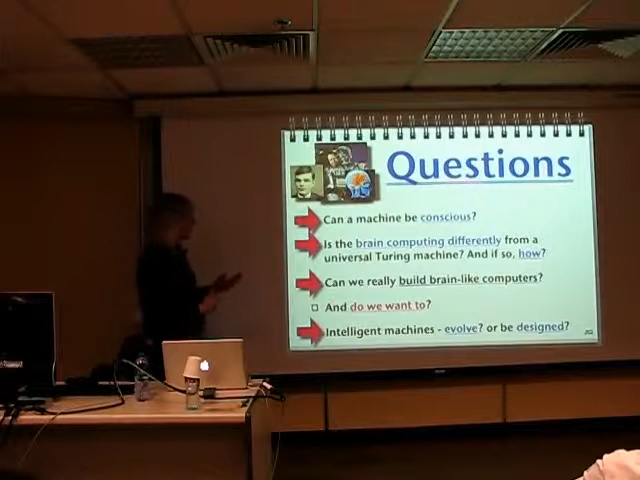 Questions
Can a machine be conscious?
Is the brain computing differently from a
universal Turing machine? And if so, how?
Can we really build brain-like computers?
And do we want to?
Intelligent machines - evolve? or be designed?